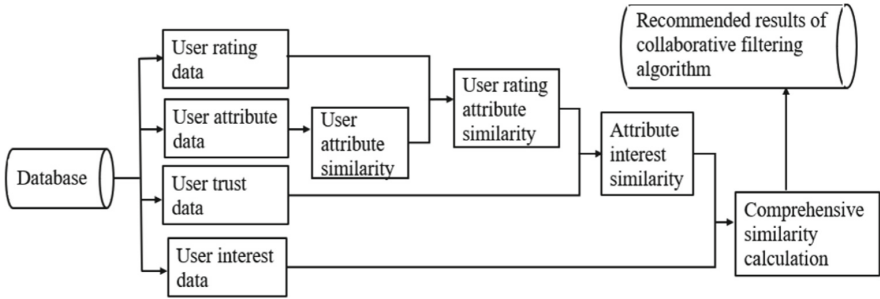 Database
User rating
data
User attribute
data
User trust
data
User interest
data
User
attribute
similarity
User rating
attribute
similarity
Attribute
interest
similarity
Comprehensive
similarity
calculation
Recommended results of
collaborative filtering
algorithm